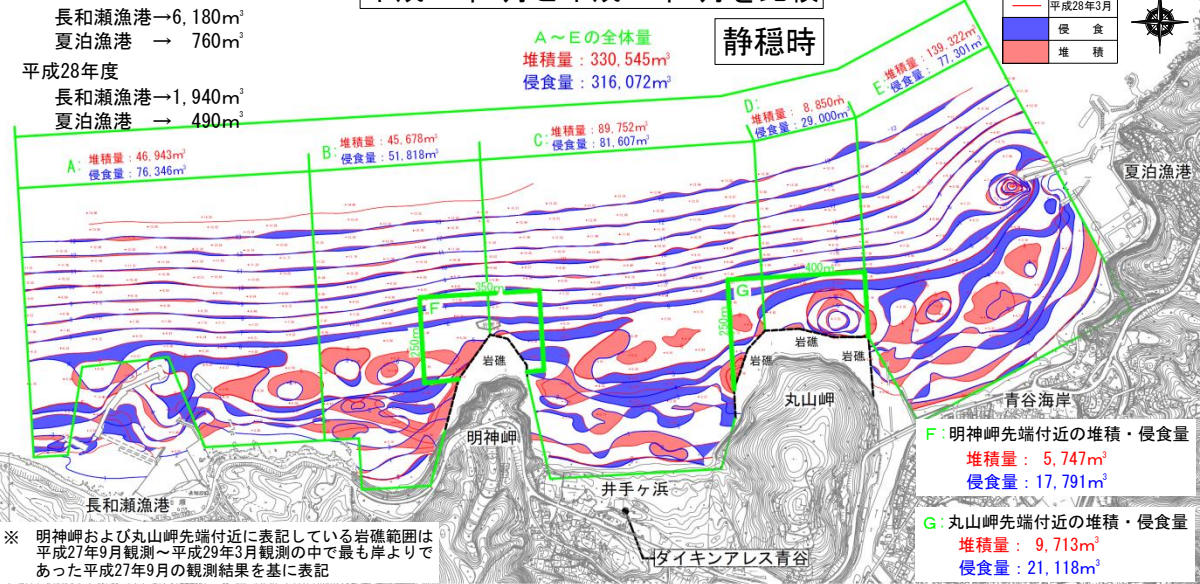 長和瀬漁港→6,180m³
夏泊漁港 → 760m³
平成28年度
長和瀬漁港→1,940m³
夏泊漁港 → 490m³
A～Eの全体量
堆積量：330,545m³
侵食量：316,072m³
静穏時
平成28年3月
侵 食
堆 積
A: 堆積量：46,943m³
侵食量：76,346m³
B: 堆積量：45,678m³
侵食量：51,818m³
C: 堆積量：89,752m³
侵食量：81,607m³
D: 堆積量： 8,850m³
侵食量：29,000m³
E: 堆積量：139,322m³
侵食量： 77,301m³
夏泊漁港
350m
F
250m
400m
G
250m
岩礁
岩礁
岩礁
岩礁
明神岬
丸山岬
青谷海岸
長和瀬漁港
井手ヶ浜
ダイキンアレス青谷
F：明神岬先端付近の堆積・侵食量
堆積量： 5,747m³
侵食量：17,791m³
G：丸山岬先端付近の堆積・侵食量
堆積量： 9,713m³
侵食量：21,118m³
※ 明神岬および丸山岬先端付近に表記している岩礁範囲は
平成27年9月観測～平成29年3月観測の中で最も岸よりで
あった平成27年9月の観測結果を基に表記